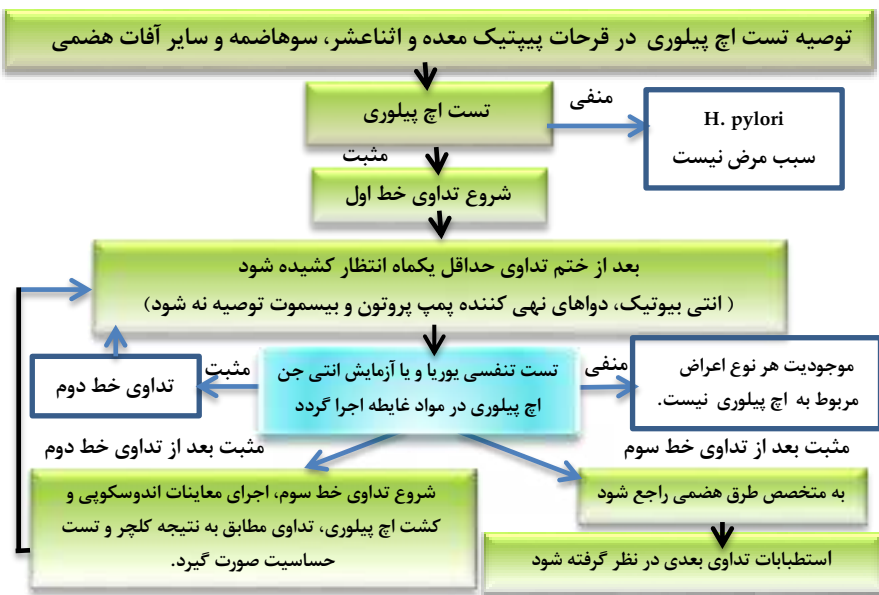 توصیه تست اچ پیلوری در قرحات پیپتیک معده و اثناعشر، سوهاضمه و سایر آفات هضمی
تست اچ پیلوری
منفی
H. pylori
سبب مرض نیست
مثبت
شروع تداوی خط اول
بعد از ختم تداوی حداقل یکماه انتظار کشیده شود
( انتی بیوتیک، دواهای نهی کننده پمپ پروتون و بیسموت توصیه نه شود)
تست تنفسی یوریا و یا آزمایش انتی جن
اچ پیلوری در مواد غایطه اجرا گردد
منفی
موجودیت هر نوع اعراض
مربوط به اچ پیلوری نیست.
مثبت
تداوی خط دوم
مثبت بعد از تداوی خط سوم
به متخصص طرق هضمی راجع شود
استطبابات تداوی بعدی در نظر گرفته شود
مثبت بعد از تداوی خط دوم
شروع تداوی خط سوم، اجرای معاینات اندوسکوپی و
کشت اچ پیلوری، تداوی مطابق به نتیجه کلچر و تست
حساسیت صورت گیرد.